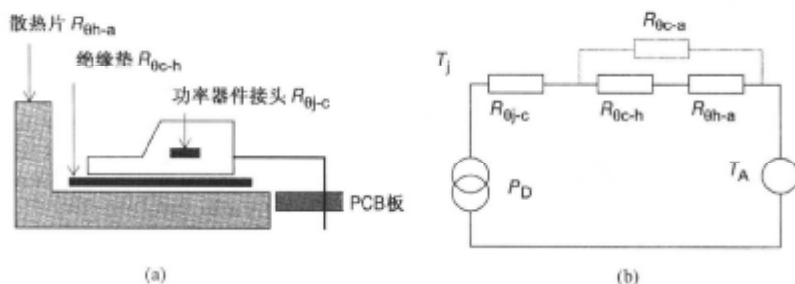 散热片 Rθh-a
绝缘垫 Rθc-h
功率器件接头 Rθj-c
PCB板
(a)
Rθc-a
Tj
Rθj-c
Rθc-h
Rθh-a
PD
TA
(b)